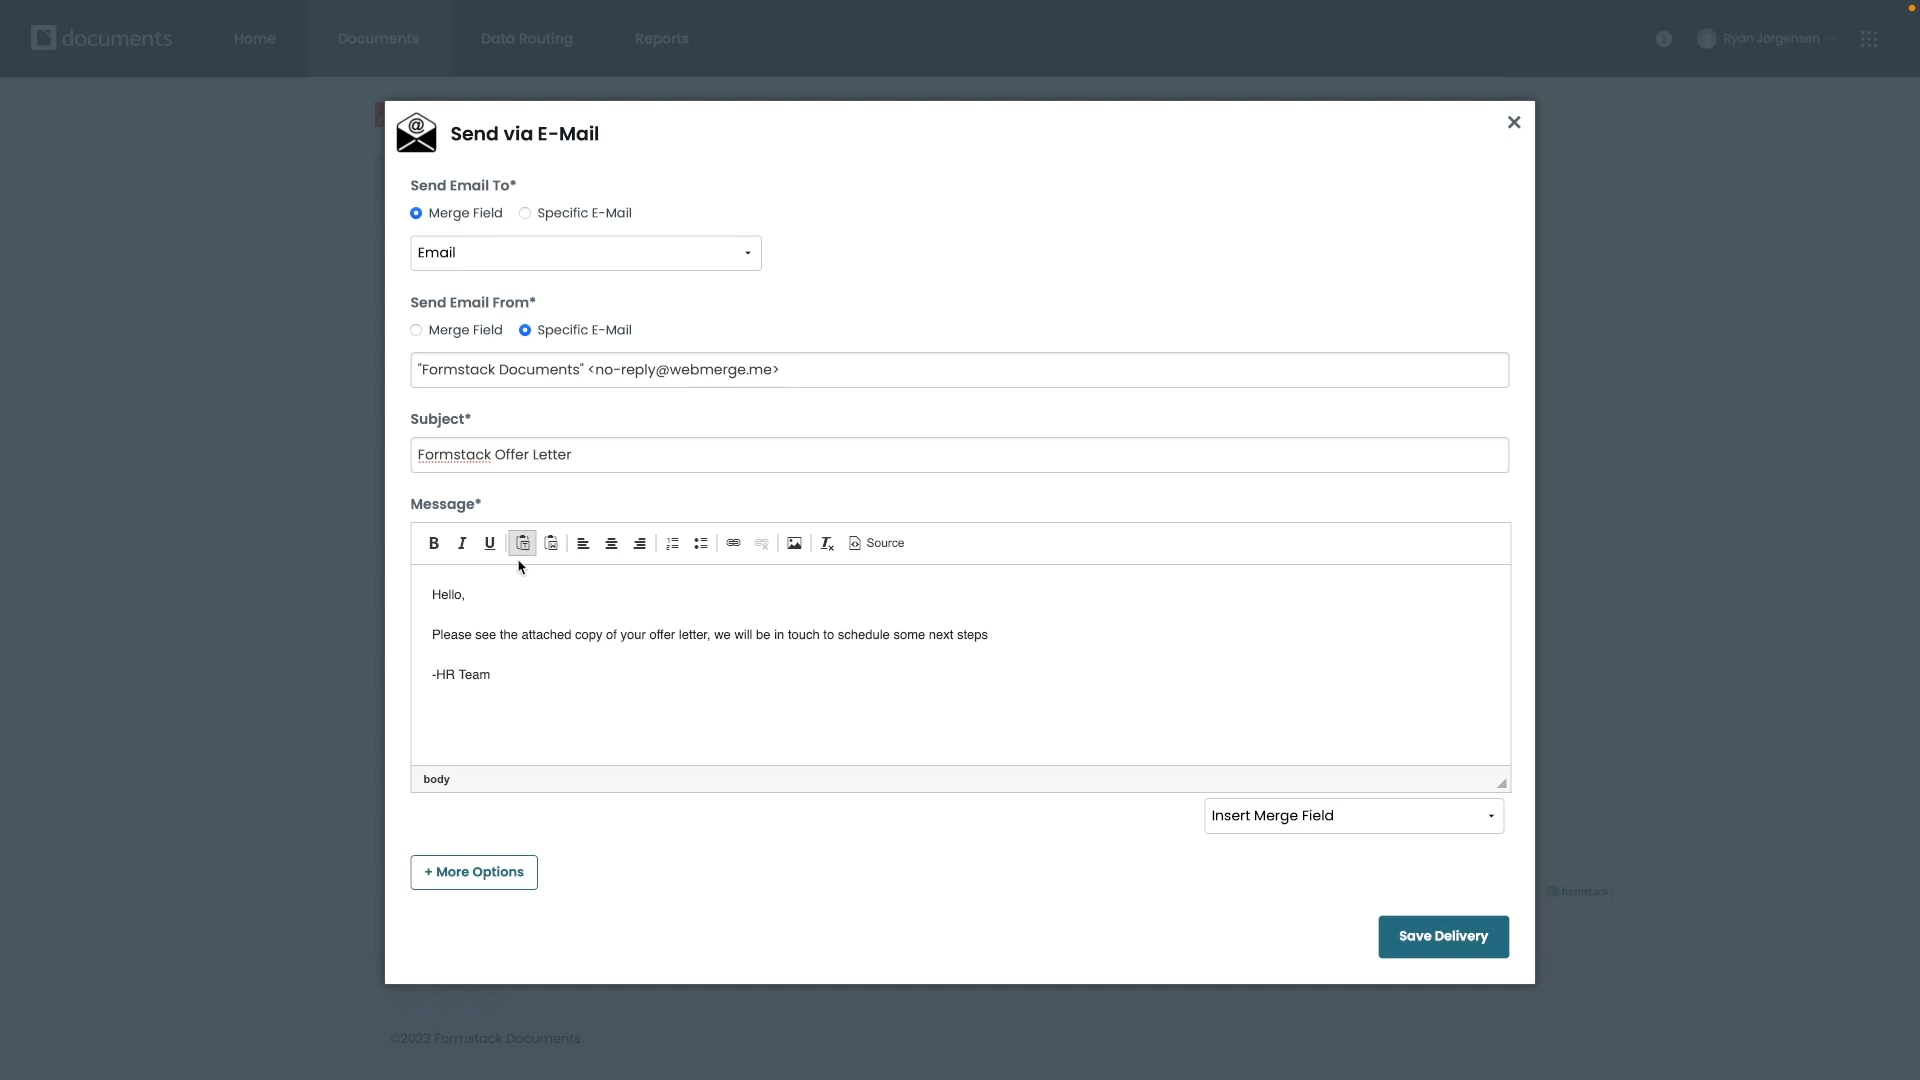 documents Home Documents Data Routing Reports Ryan Jorgensen
Send via E-Mail
Send Email To*
Merge Field Specific E-Mail
Email
Send Email From*
Merge Field Specific E-Mail
"Formstack Documents" <no-reply@webmerge.me>
Subject*
Formstack Offer Letter
Message*
B I U Source
Hello,
Please see the attached copy of your offer letter, we will be in touch to schedule some next steps
-HR Team
body
Insert Merge Field
+ More Options
formstack
Save Delivery
©2023 Formstack Documents